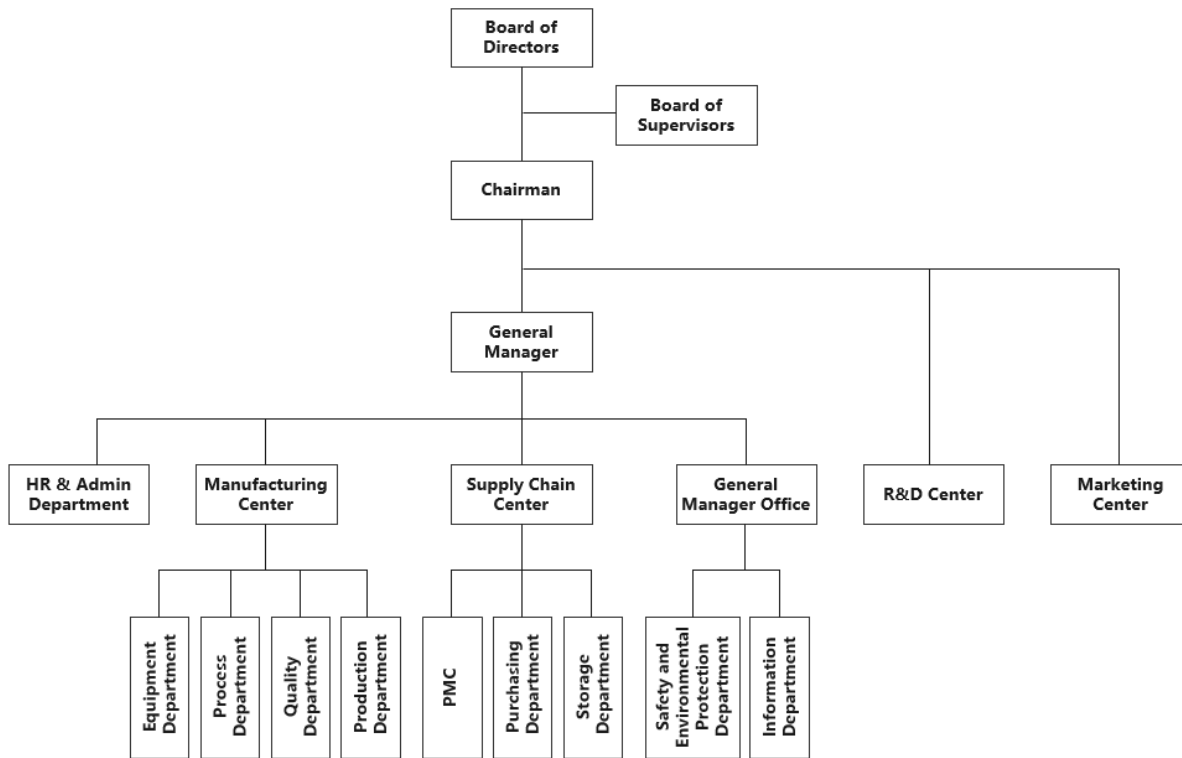 Board of
Directors
Board of
Supervisors
Chairman
General
Manager
HR & Admin
Department
Manufacturing
Center
Supply Chain
Center
General
Manager Office
R&D Center
Marketing
Center
Equipment
Department
Process
Department
Quality
Department
Production
Department
PMC
Purchasing
Department
Storage
Department
Safety and
Environmental
Protection
Department
Information
Department